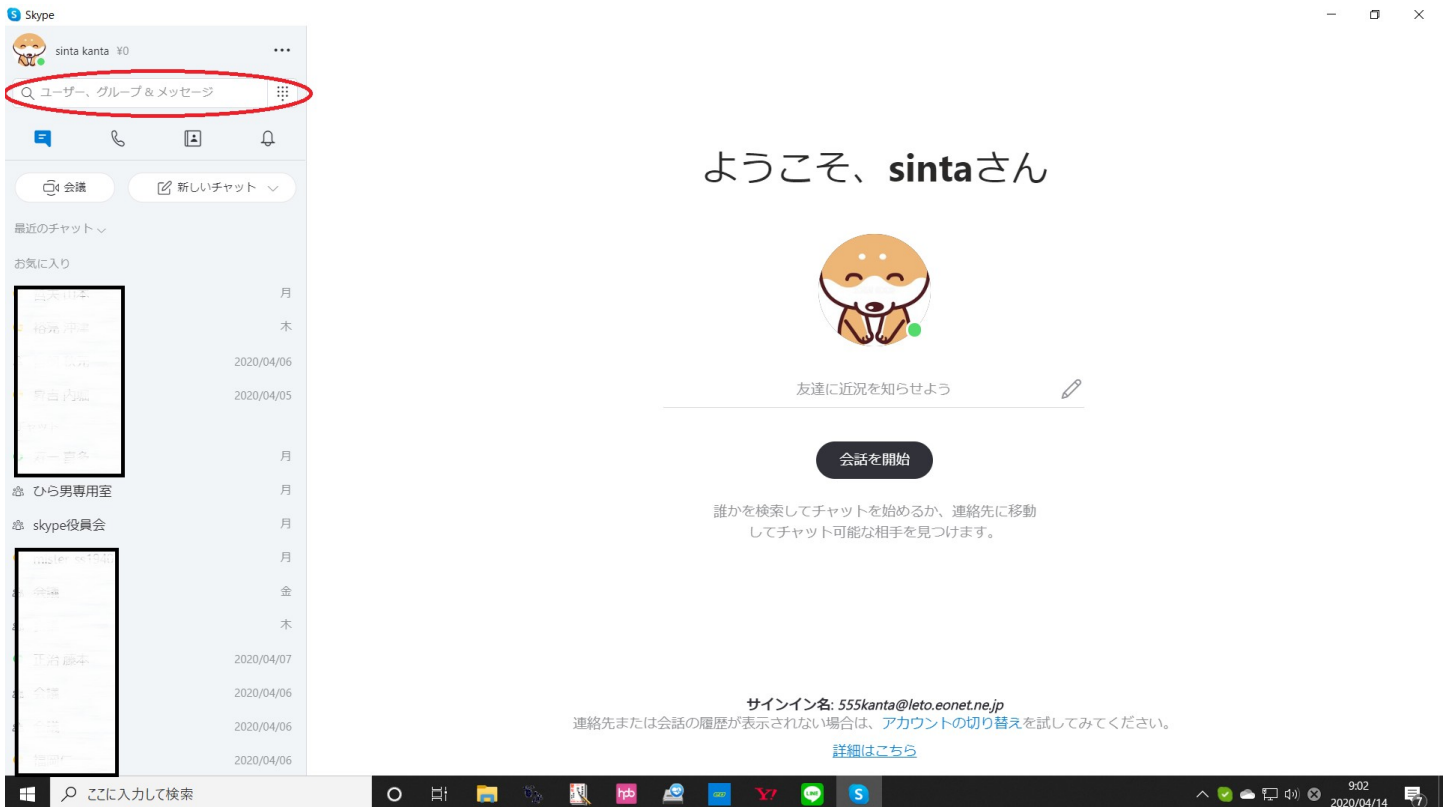 Skype
sinta kanta ¥0
ユーザー、グループ & メッセージ
会議
新しいチャット
最近のチャット
お気に入り
月
木
2020/04/06
2020/04/05
月
ひら男専用室 月
skype役員会 月
月
会議 金
木
2020/04/07
会議 2020/04/06
2020/04/06
2020/04/06
ようこそ、sintaさん
友達に近況を知らせよう
会話を開始
誰かを検索してチャットを始めるか、連絡先に移動
してチャット可能な相手を見つけます。
サインイン名: 555kanta@leto.eonet.ne.jp
連絡先または会話の履歴が表示されない場合は、アカウントの切り替えを試してみてください。
詳細はこちら
ここに入力して検索
hpb
LINE
9:02
2020/04/14
7